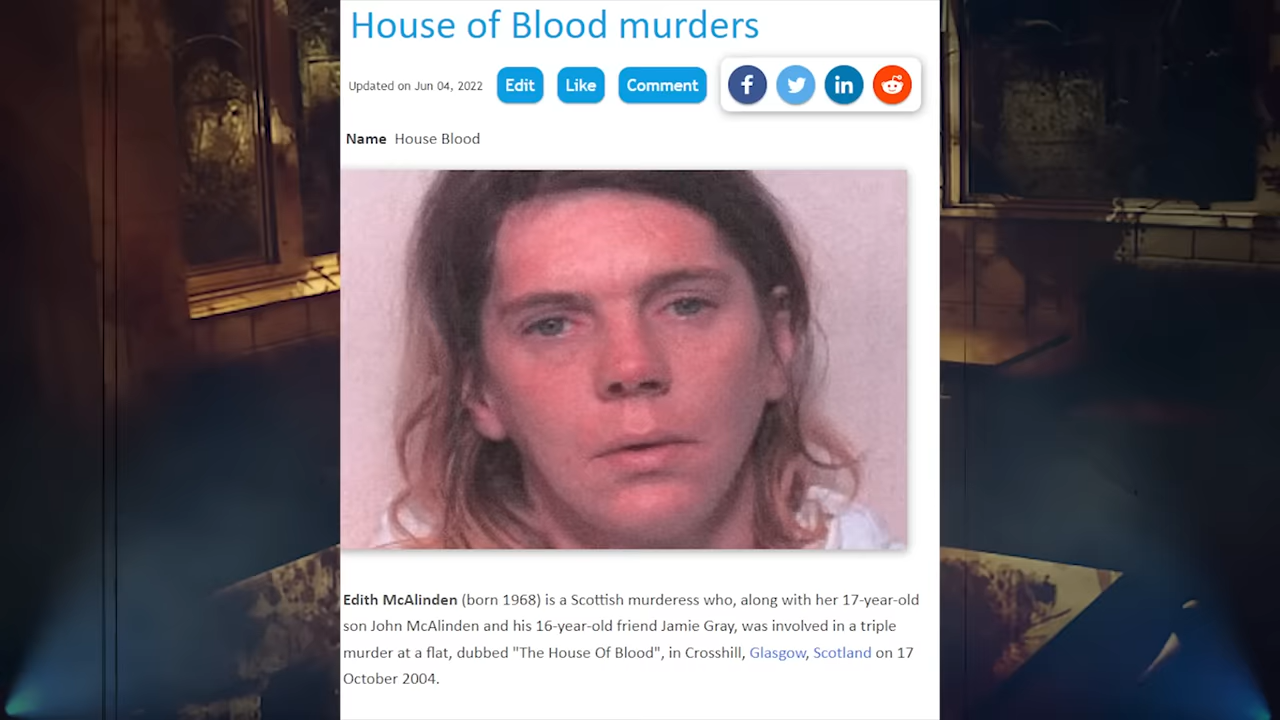 House of Blood murders
Updated on Jun 04, 2022 Edit Like Comment
Name House Blood
Edith McAlinden (born 1968) is a Scottish murderess who, along with her 17-year-old
son John McAlinden and his 16-year-old friend Jamie Gray, was involved in a triple
murder at a flat, dubbed "The House Of Blood", in Crosshill, Glasgow, Scotland on 17
October 2004.